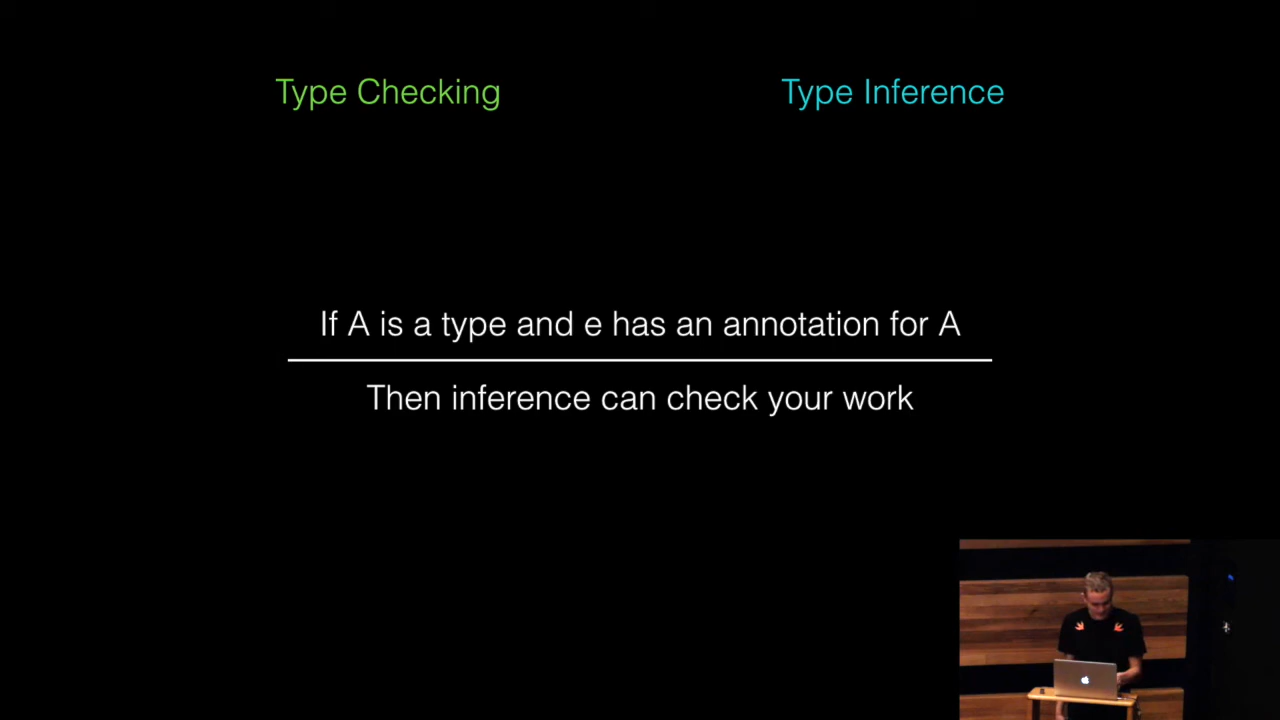 Type Checking
Type Inference
If A is a type and e has an annotation for A
Then inference can check your work